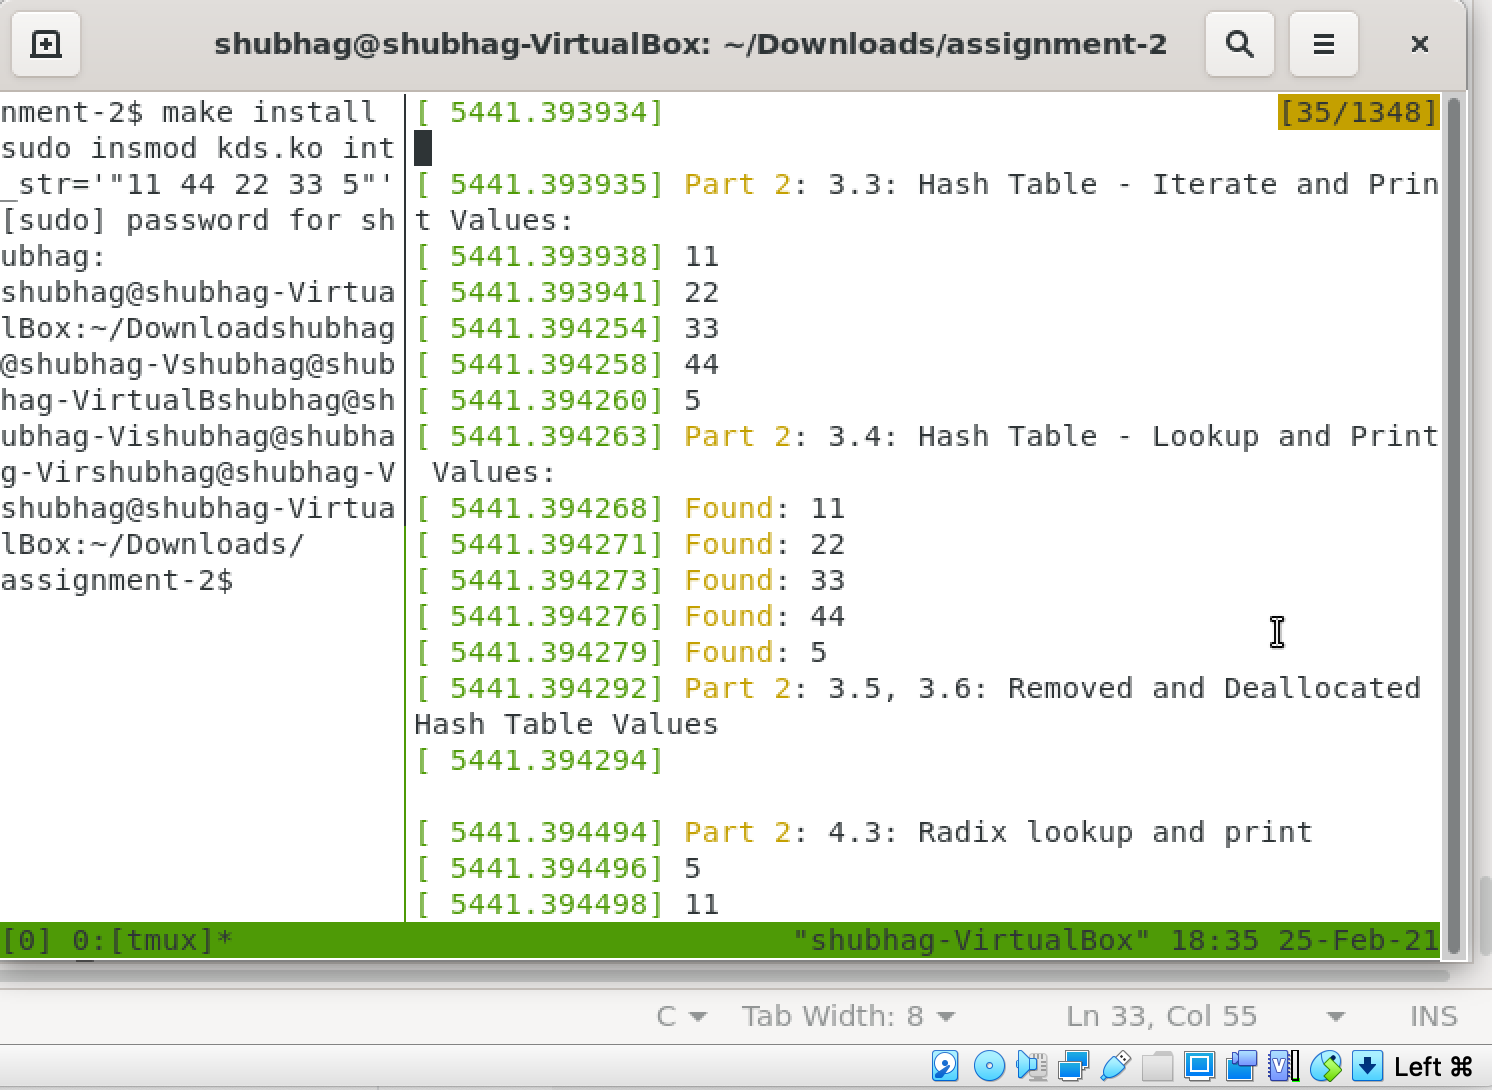 shubhag@shubhag-VirtualBox: ~/Downloads/assignment-2
nment-2$ make install
sudo insmod kds.ko int
_str='"11 44 22 33 5"'
[sudo] password for sh
ubhag:
shubhag@shubhag-Virtua
lBox:~/Downloadshubhag
@shubhag-Vshubhag@shub
hag-VirtualBshubhag@sh
ubhag-Vishubhag@shubha
g-Virshubhag@shubhag-V
shubhag@shubhag-Virtua
lBox:~/Downloads/
assignment-2$
[ 5441.393934] [35/1348]
[ 5441.393935] Part 2: 3.3: Hash Table - Iterate and Prin
t Values:
[ 5441.393938] 11
[ 5441.393941] 22
[ 5441.394254] 33
[ 5441.394258] 44
[ 5441.394260] 5
[ 5441.394263] Part 2: 3.4: Hash Table - Lookup and Print
Values:
[ 5441.394268] Found: 11
[ 5441.394271] Found: 22
[ 5441.394273] Found: 33
[ 5441.394276] Found: 44
[ 5441.394279] Found: 5
[ 5441.394292] Part 2: 3.5, 3.6: Removed and Deallocated
Hash Table Values
[ 5441.394294]
[ 5441.394494] Part 2: 4.3: Radix lookup and print
[ 5441.394496] 5
[ 5441.394498] 11
[0] 0:[tmux]* "shubhag-VirtualBox" 18:35 25-Feb-21
C Tab Width: 8 Ln 33, Col 55 INS
Left ⌘